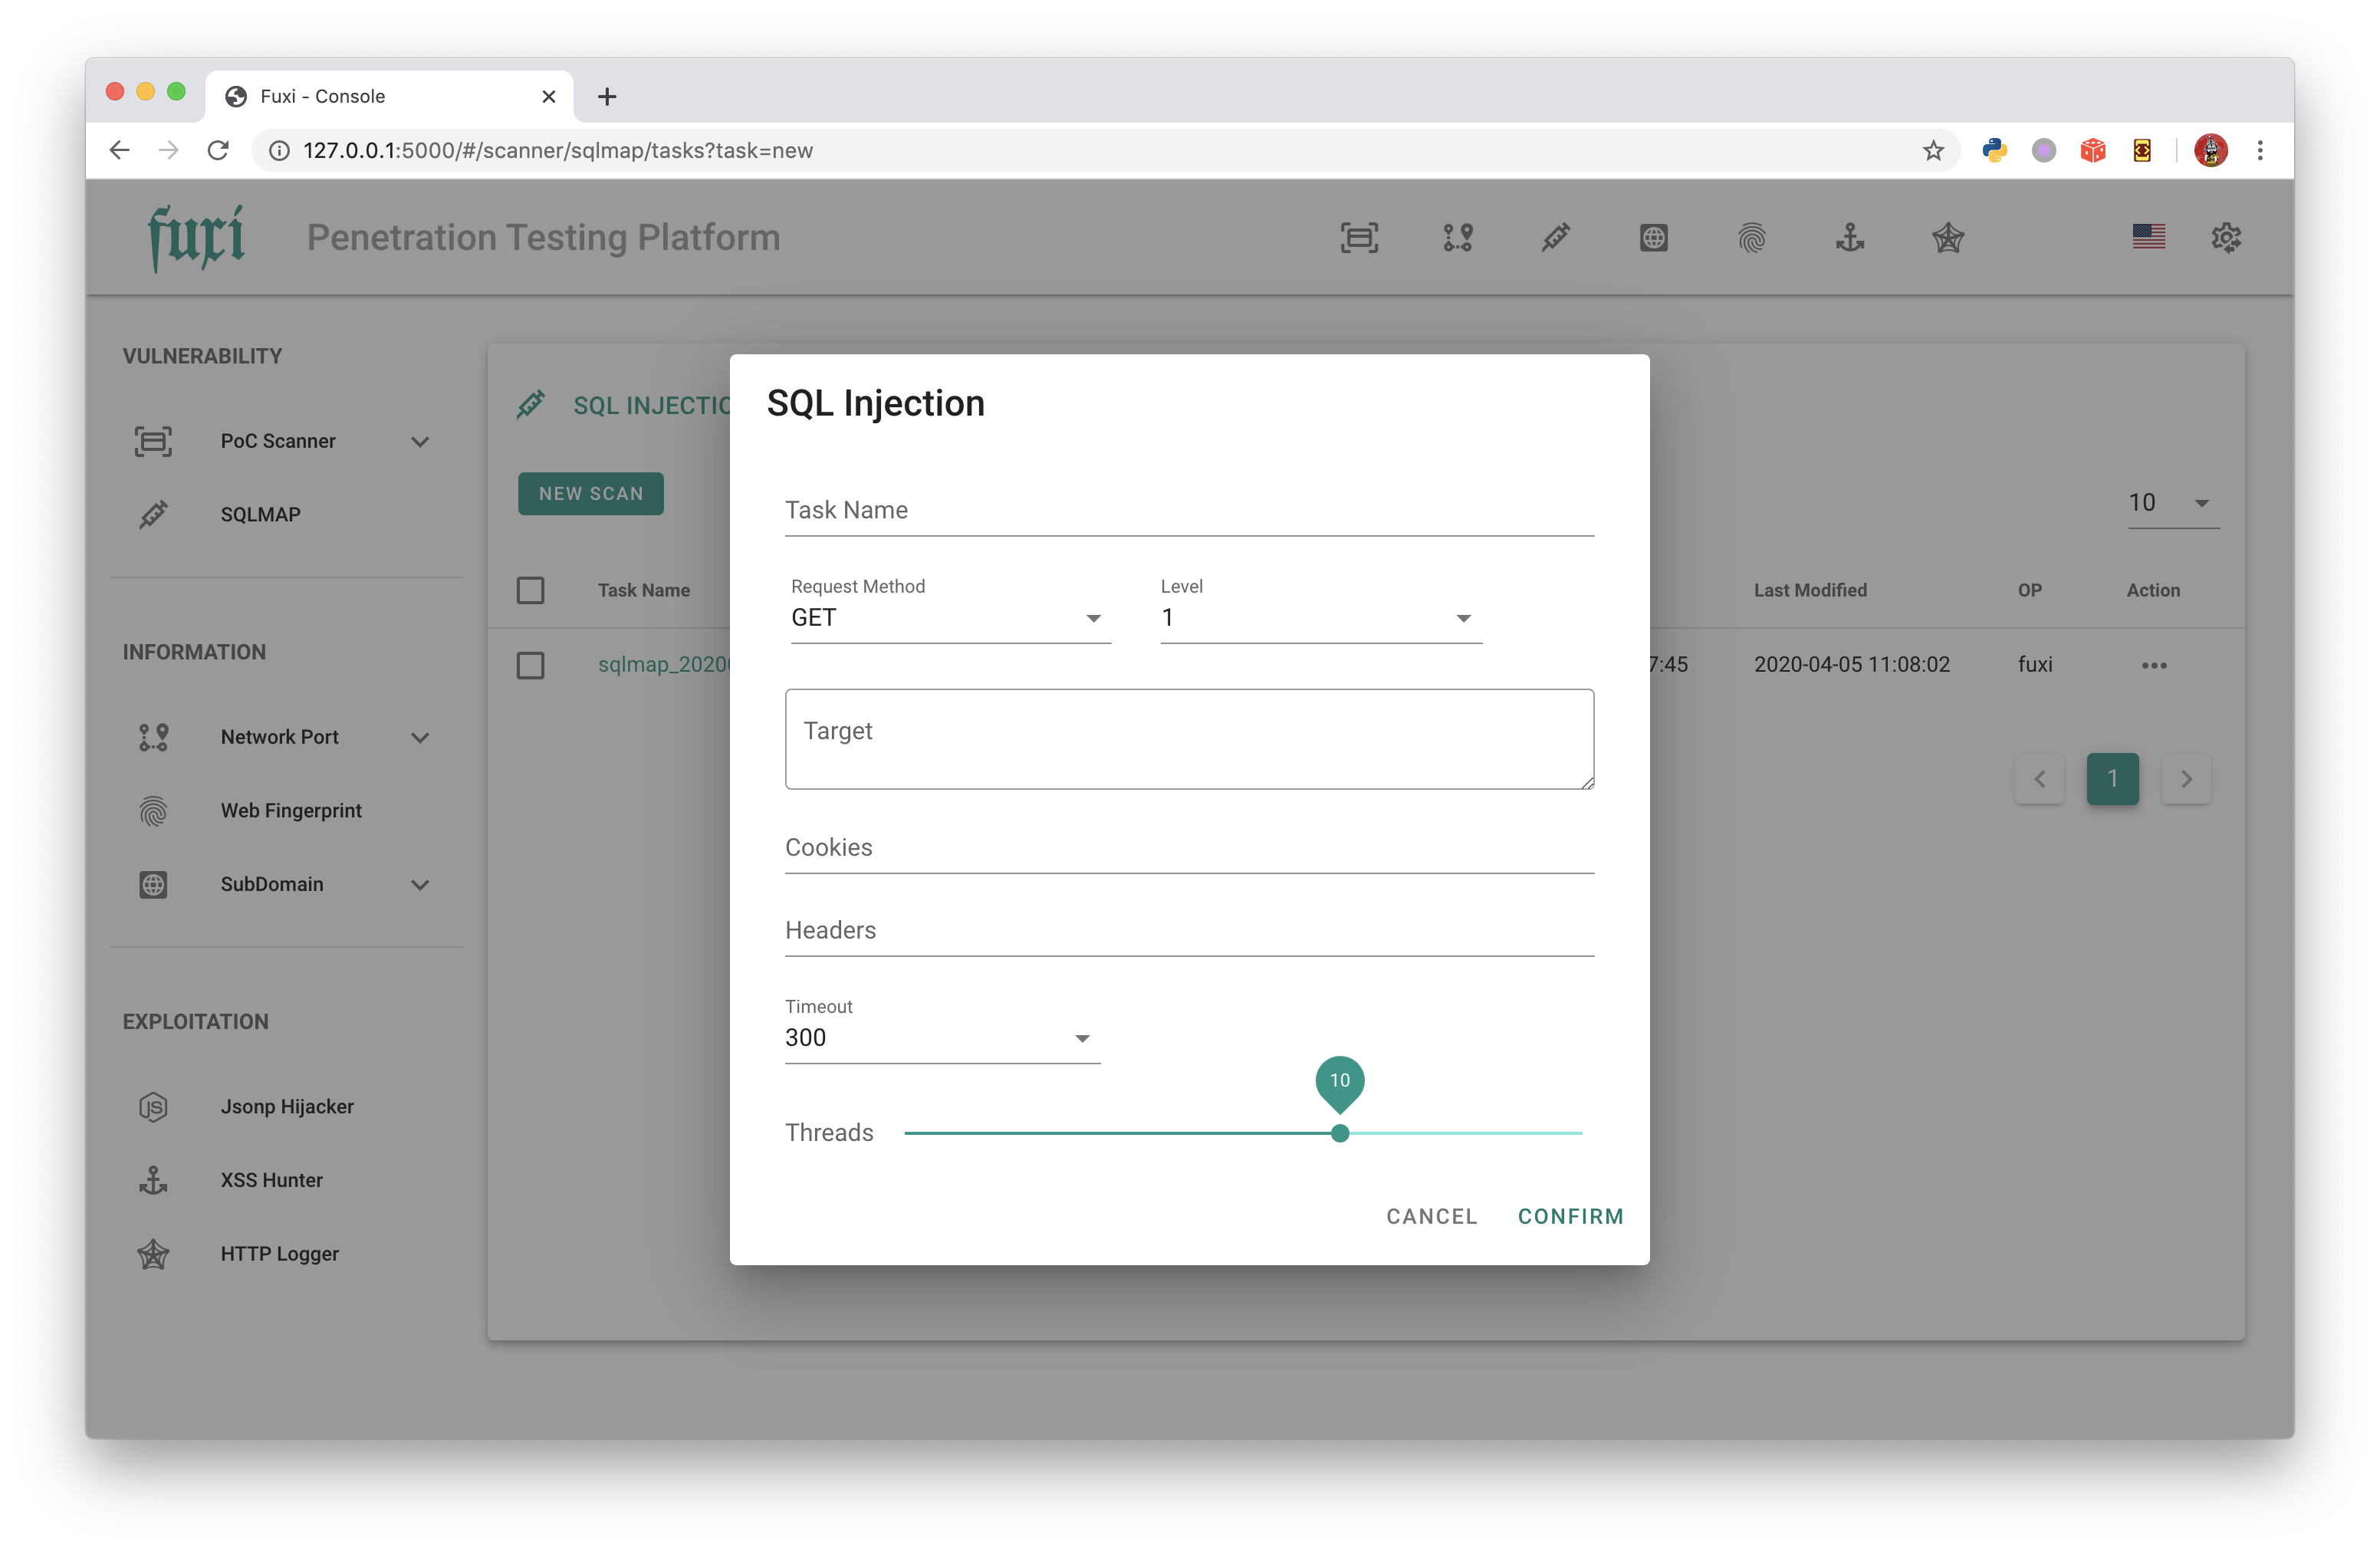 Fuxi - Console
127.0.0.1:5000/#/scanner/sqlmap/tasks?task=new
fuxi
Penetration Testing Platform
VULNERABILITY
PoC Scanner
SQLMAP
INFORMATION
Network Port
Web Fingerprint
SubDomain
EXPLOITATION
JS
Jsonp Hijacker
XSS Hunter
HTTP Logger
SQL INJECTIO
NEW SCAN
10
Task Name
Last Modified
OP
Action
sqlmap_2020
7:45
2020-04-05 11:08:02
fuxi
1
SQL Injection
Task Name
Request Method
GET
Level
1
Target
Cookies
Headers
Timeout
300
10
Threads
CANCEL
CONFIRM